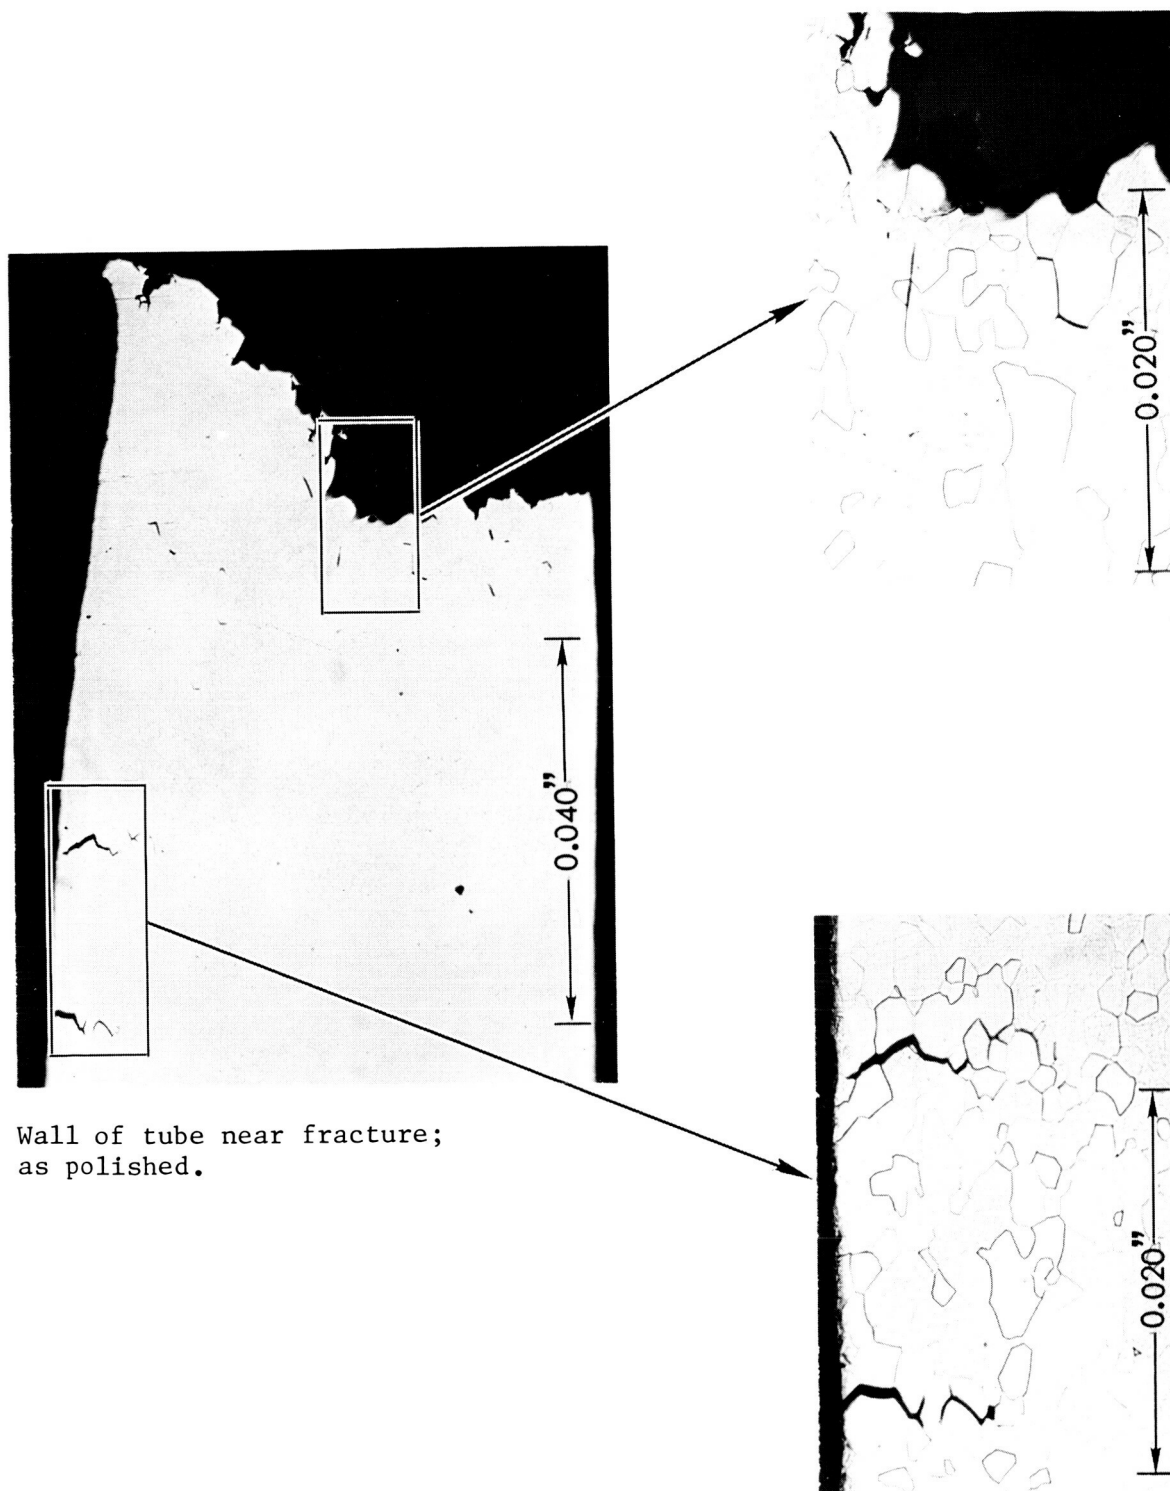 0.020”
0.040”
Wall of tube near fracture;
as polished.
0.020”